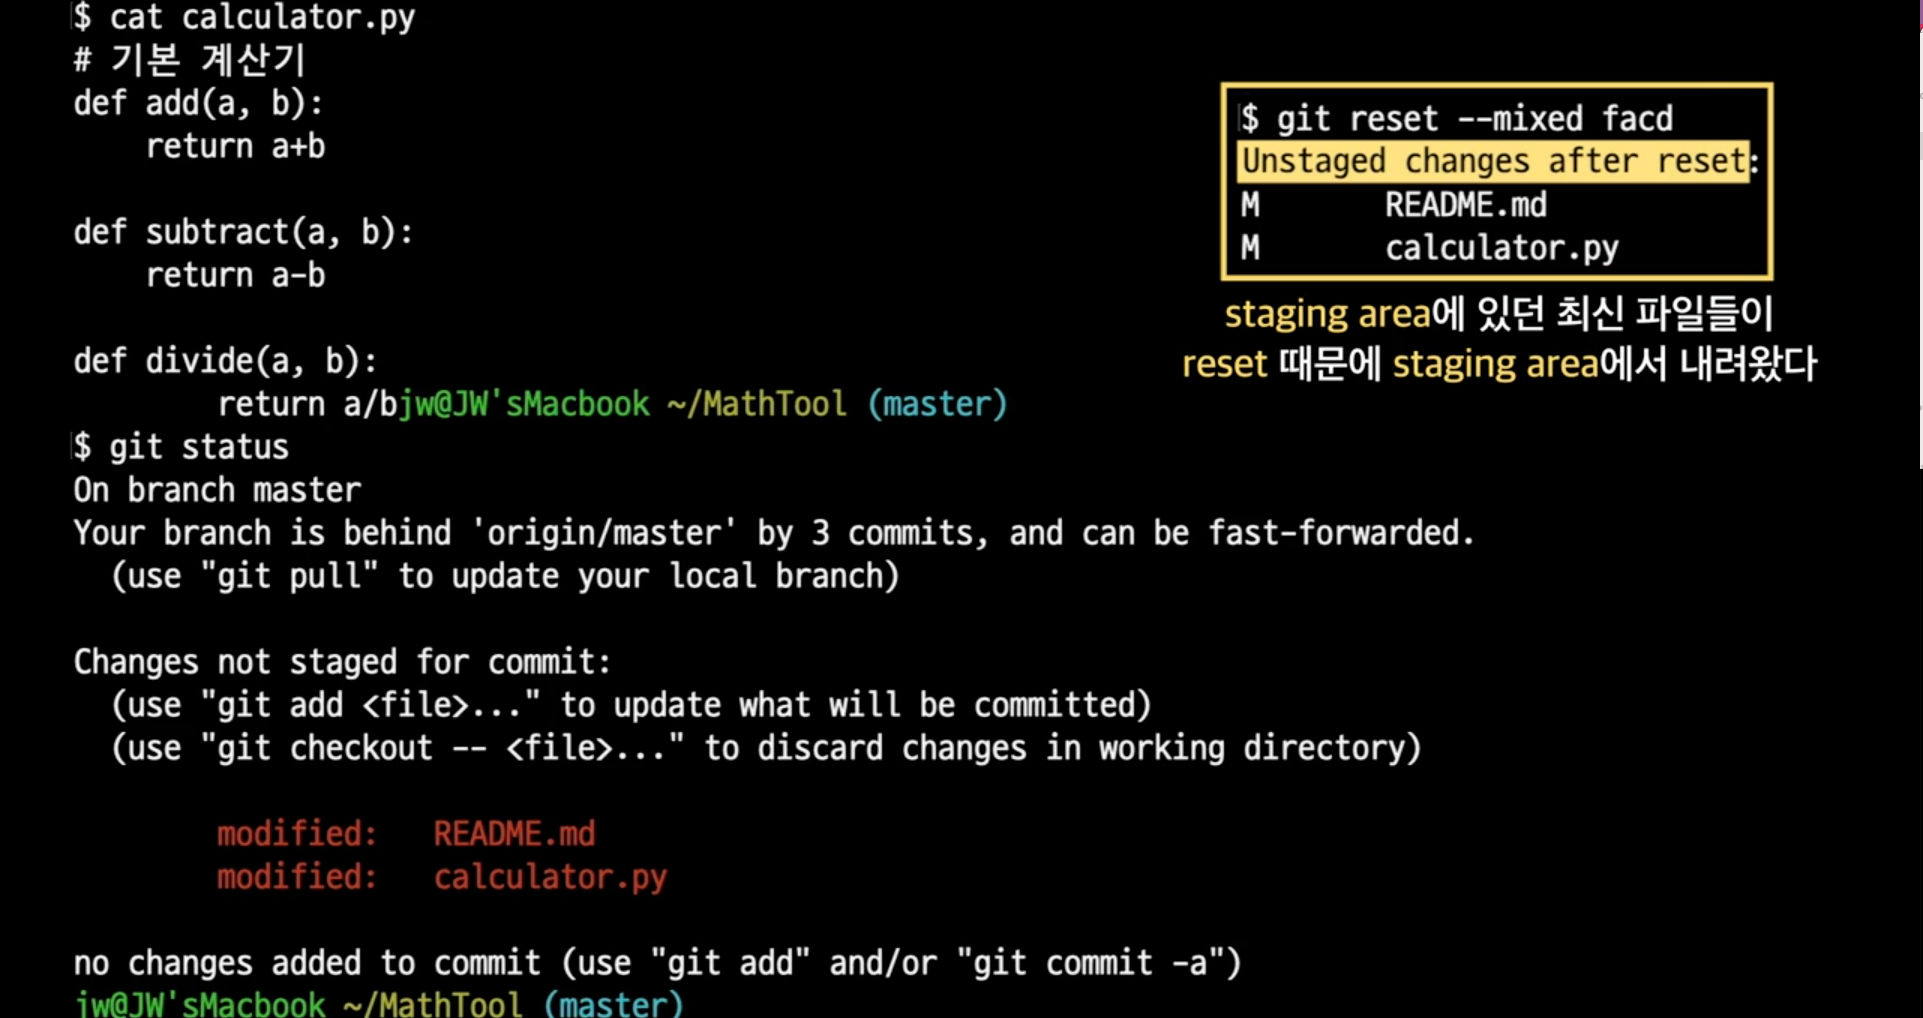 $ cat calculator.py
# 기본 계산기
def add(a, b):
    return a+b
def subtract(a, b):
    return a-b
def divide(a, b):
        return a/bjw@JW'sMacbook ~/MathTool (master)
$ git status
On branch master
Your branch is behind 'origin/master' by 3 commits, and can be fast-forwarded.
  (use "git pull" to update your local branch)
Changes not staged for commit:
  (use "git add <file>..." to update what will be committed)
  (use "git checkout -- <file>..." to discard changes in working directory)
        modified:   README.md
        modified:   calculator.py
no changes added to commit (use "git add" and/or "git commit -a")
jw@JW'sMacbook ~/MathTool (master)
$ git reset --mixed facd
Unstaged changes after reset:
M       README.md
M       calculator.py
staging area에 있던 최신 파일들이
reset 때문에 staging area에서 내려왔다